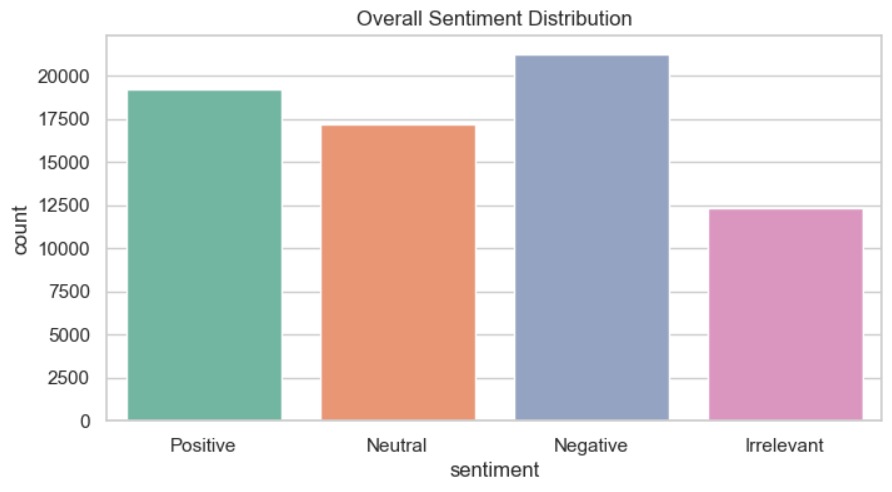 Overall Sentiment Distribution
20000
17500
15000
12500
10000
7500
5000
2500
0
count
Positive Neutral Negative Irrelevant
sentiment